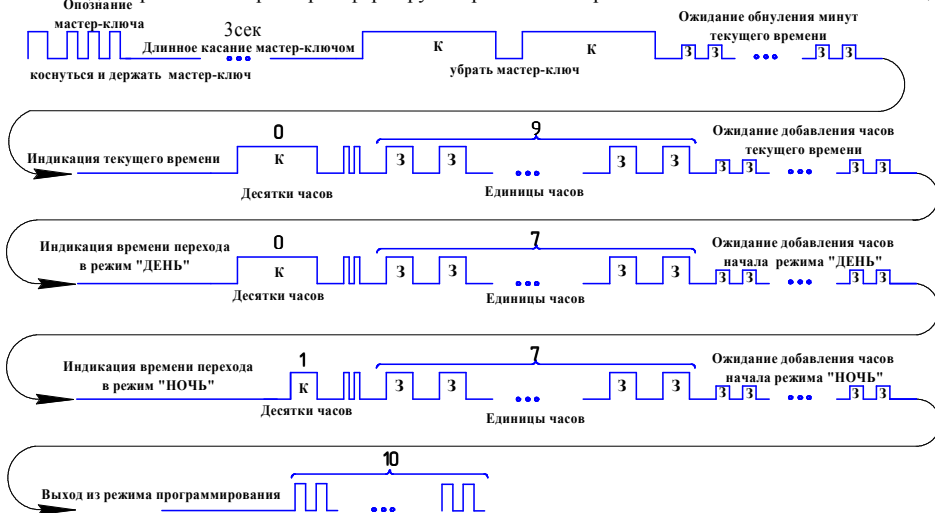 Опознание
мастер-ключа
3сек
Длинное касание мастер-ключом
К
К
Ожидание обнуления минут
текущего времени
З З З З
коснуться и держать мастер-ключ
убрать мастер-ключ
0
9
Индикация текущего времени
К
З З З З
Ожидание добавления часов
текущего времени
З З З З
Десятки часов
Единицы часов
0
7
Индикация времени перехода
в режим "ДЕНЬ"
К
З З З З
Ожидание добавления часов
начала режима "ДЕНЬ"
З З З З
Десятки часов
Единицы часов
1
7
Индикация времени перехода
в режим "НОЧЬ"
К
З З З З
Ожидание добавления часов
начала режима "НОЧЬ"
З З З З
Десятки часов
Единицы часов
10
Выход из режима программирования